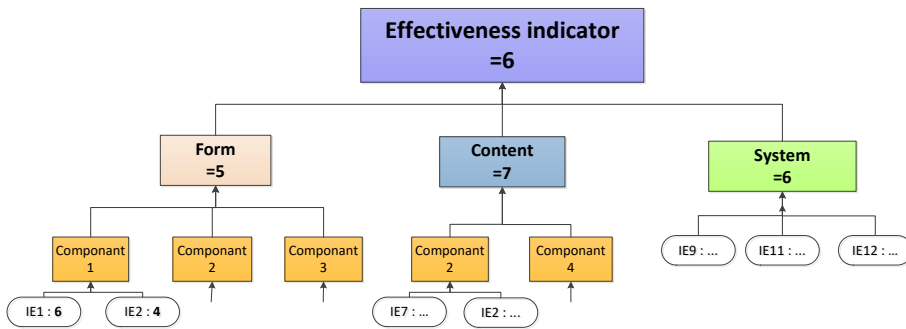 Effectiveness indicator
=6
Form
=5
Content
=7
System
=6
Componant
1
Componant
2
Componant
3
Componant
2
Componant
4
IE9 : ...
IE11 : ...
IE12 : ...
IE1 : 6
IE2 : 4
IE7 : ...
IE2 : ...